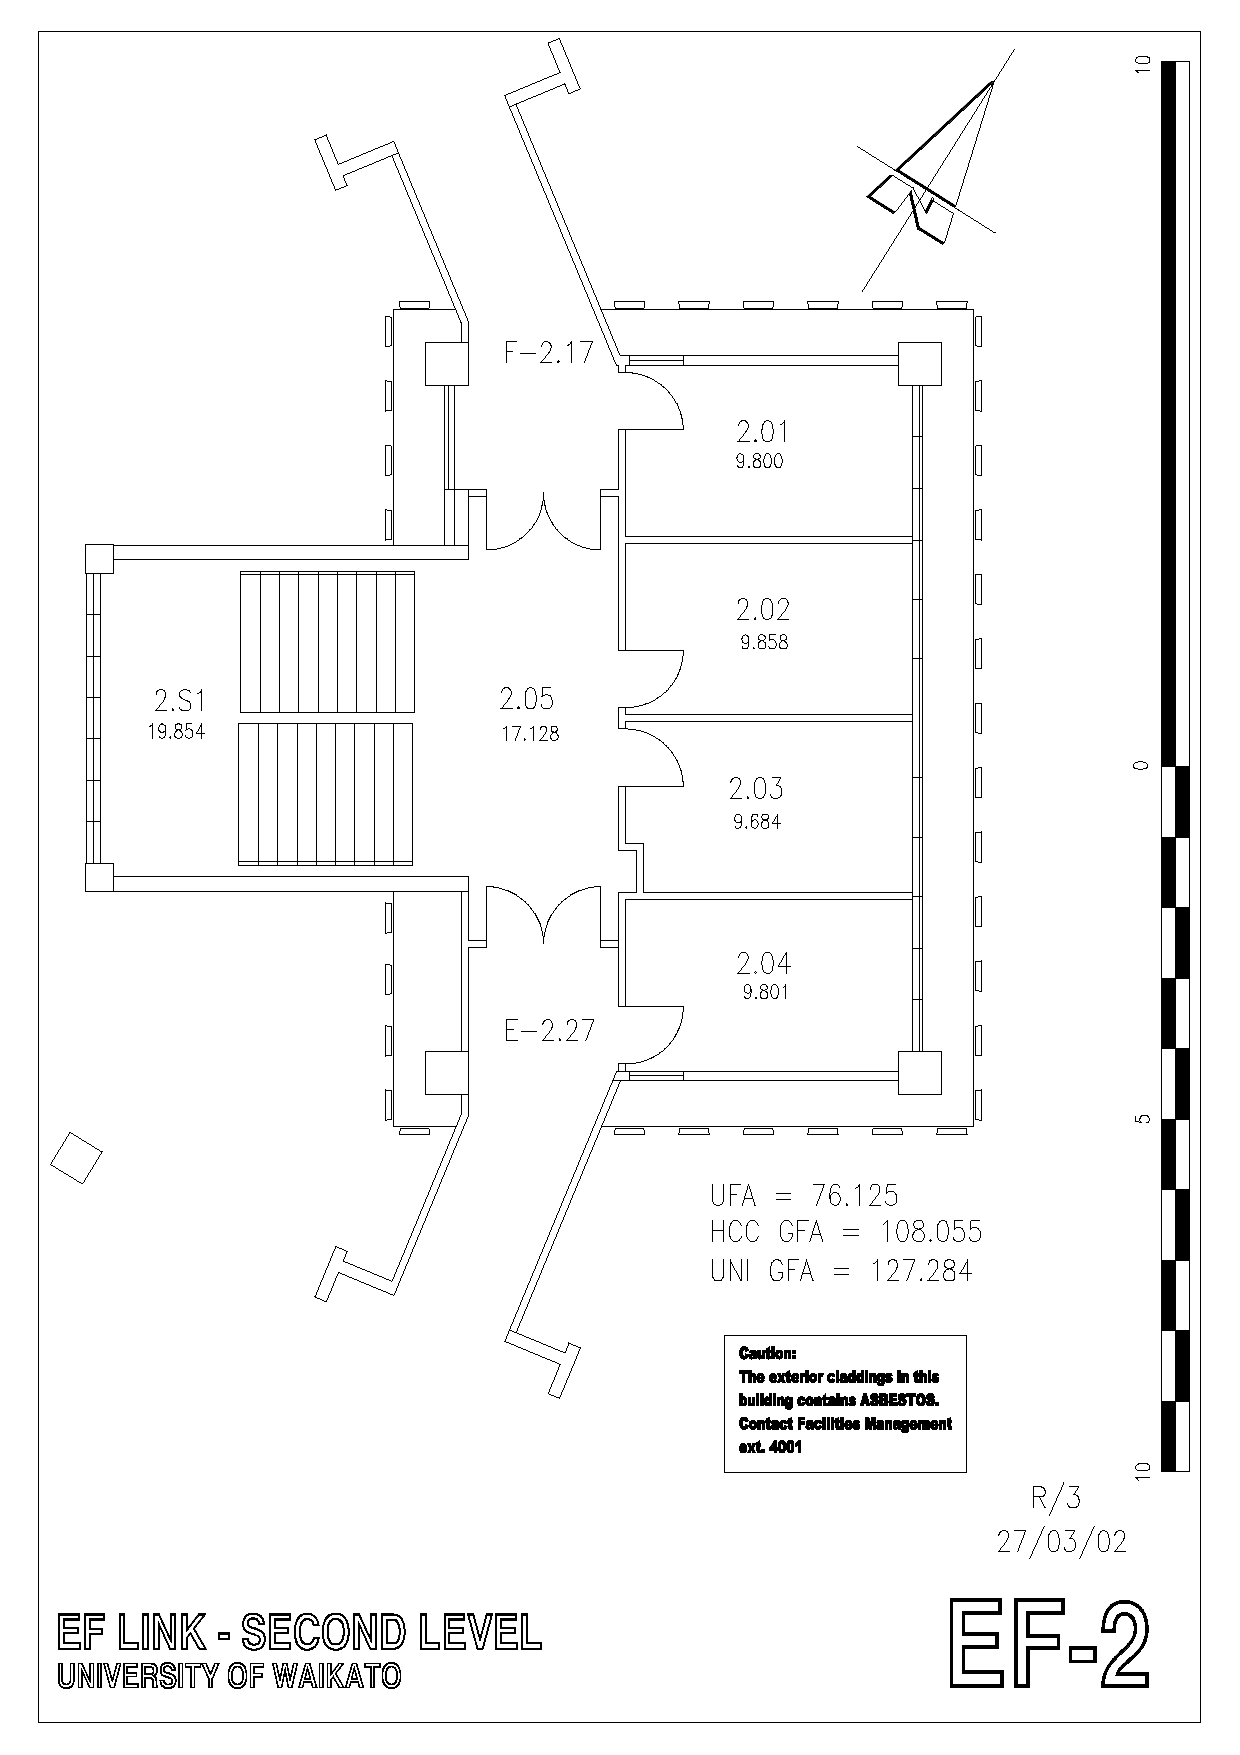 10
N
F-2.17
2.01
9.800
2.02
9.858
2.S1
19.854
2.05
17.128
0
2.03
9.684
2.04
9.801
E-2.27
5
UFA = 76.125
HCC GFA = 108.055
UNI GFA = 127.284
Caution:
The exterior claddings in this
building contains ASBESTOS.
Contact Facilities Management
ext. 4001
10
R/3
27/03/02
EF LINK - SECOND LEVEL
UNIVERSITY OF WAIKATO
EF-2